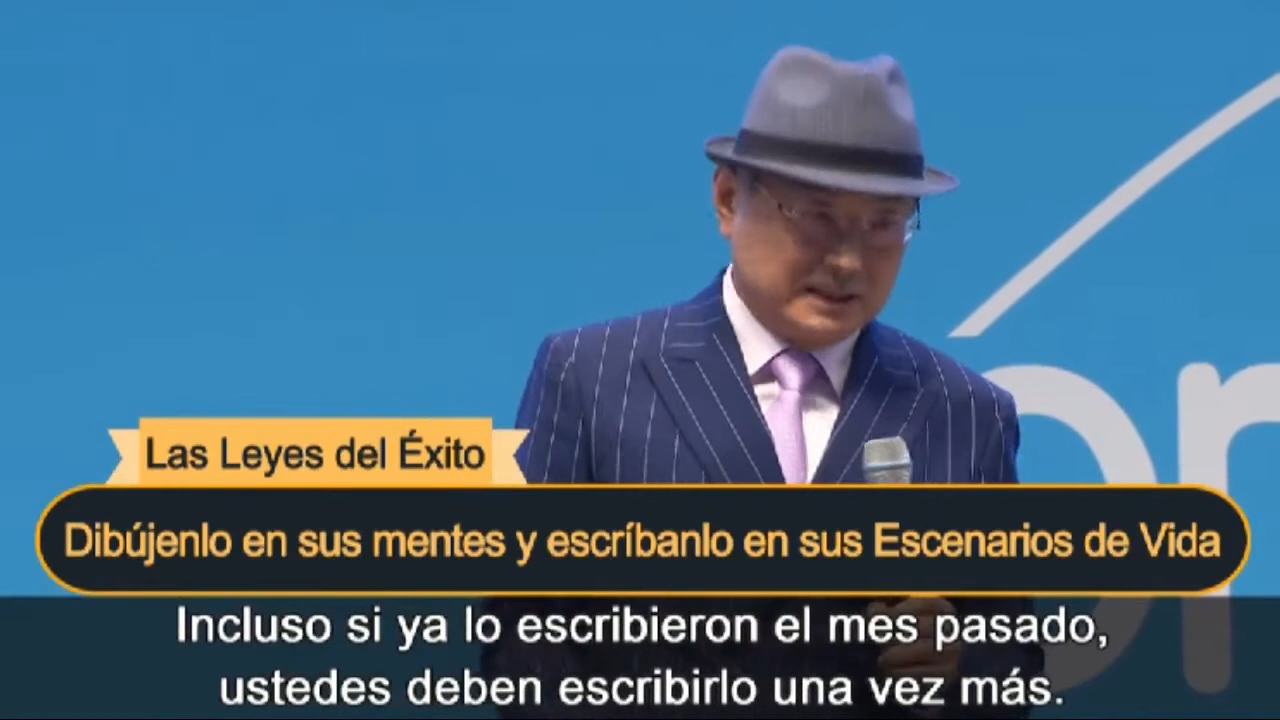 Las Leyes del Éxito
Dibújenlo en sus mentes y escríbanlo en sus Escenarios de Vida
Incluso si ya lo escribieron el mes pasado,
ustedes deben escribirlo una vez más.